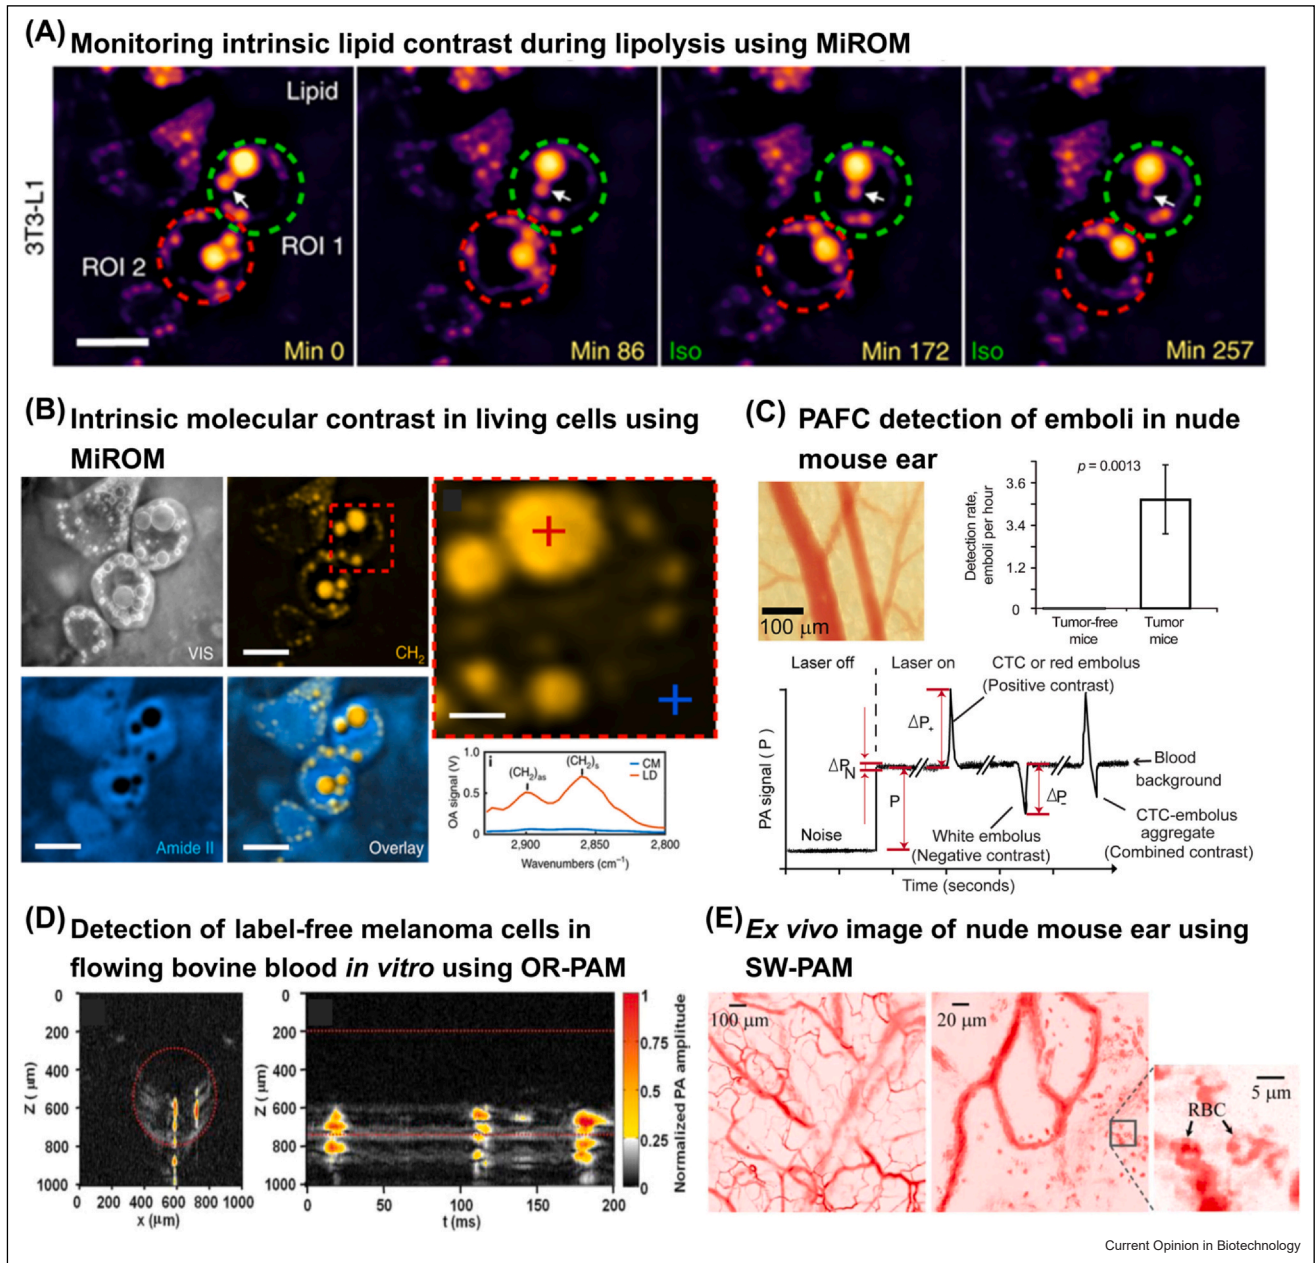 (A) Monitoring intrinsic lipid contrast during lipolysis using MiROM
3T3-L1
Lipid
ROI 1
ROI 2
Min 0
Min 86
Iso
Min 172
Iso
Min 257
(B) Intrinsic molecular contrast in living cells using
MiROM
VIS
CH2
Amide II
Overlay
i
OA signal (V)
1.0
0.5
0
(CH2)as
(CH2)s
CM
LD
2,900
2,850
2,800
Wavenumbers (cm⁻¹)
(C) PAFC detection of emboli in nude
mouse ear
100 µm
Detection rate,
emboli per hour
3.6
3.4
1.2
0
p = 0.0013
Tumor-free
mice
Tumor
mice
Laser off
Laser on
CTC or red embolus
(Positive contrast)
PA signal ( P )
ΔP+
ΔPN
P
ΔP-
Noise
Blood
background
White embolus
(Negative contrast)
CTC-embolus
aggregate
(Combined contrast)
Time (seconds)
(D) Detection of label-free melanoma cells in
flowing bovine blood in vitro using OR-PAM
Z (µm)
0
200
400
600
800
1000
0 200 400 600 800 1000
x (µm)
Z (µm)
0
200
400
600
800
1000
0 50 100 150 200
t (ms)
1
0.75
0.5
0.25
0
Normalized PA amplitude
(E) Ex vivo image of nude mouse ear using
SW-PAM
100 µm
20 µm
5 µm
RBC
Current Opinion in Biotechnology